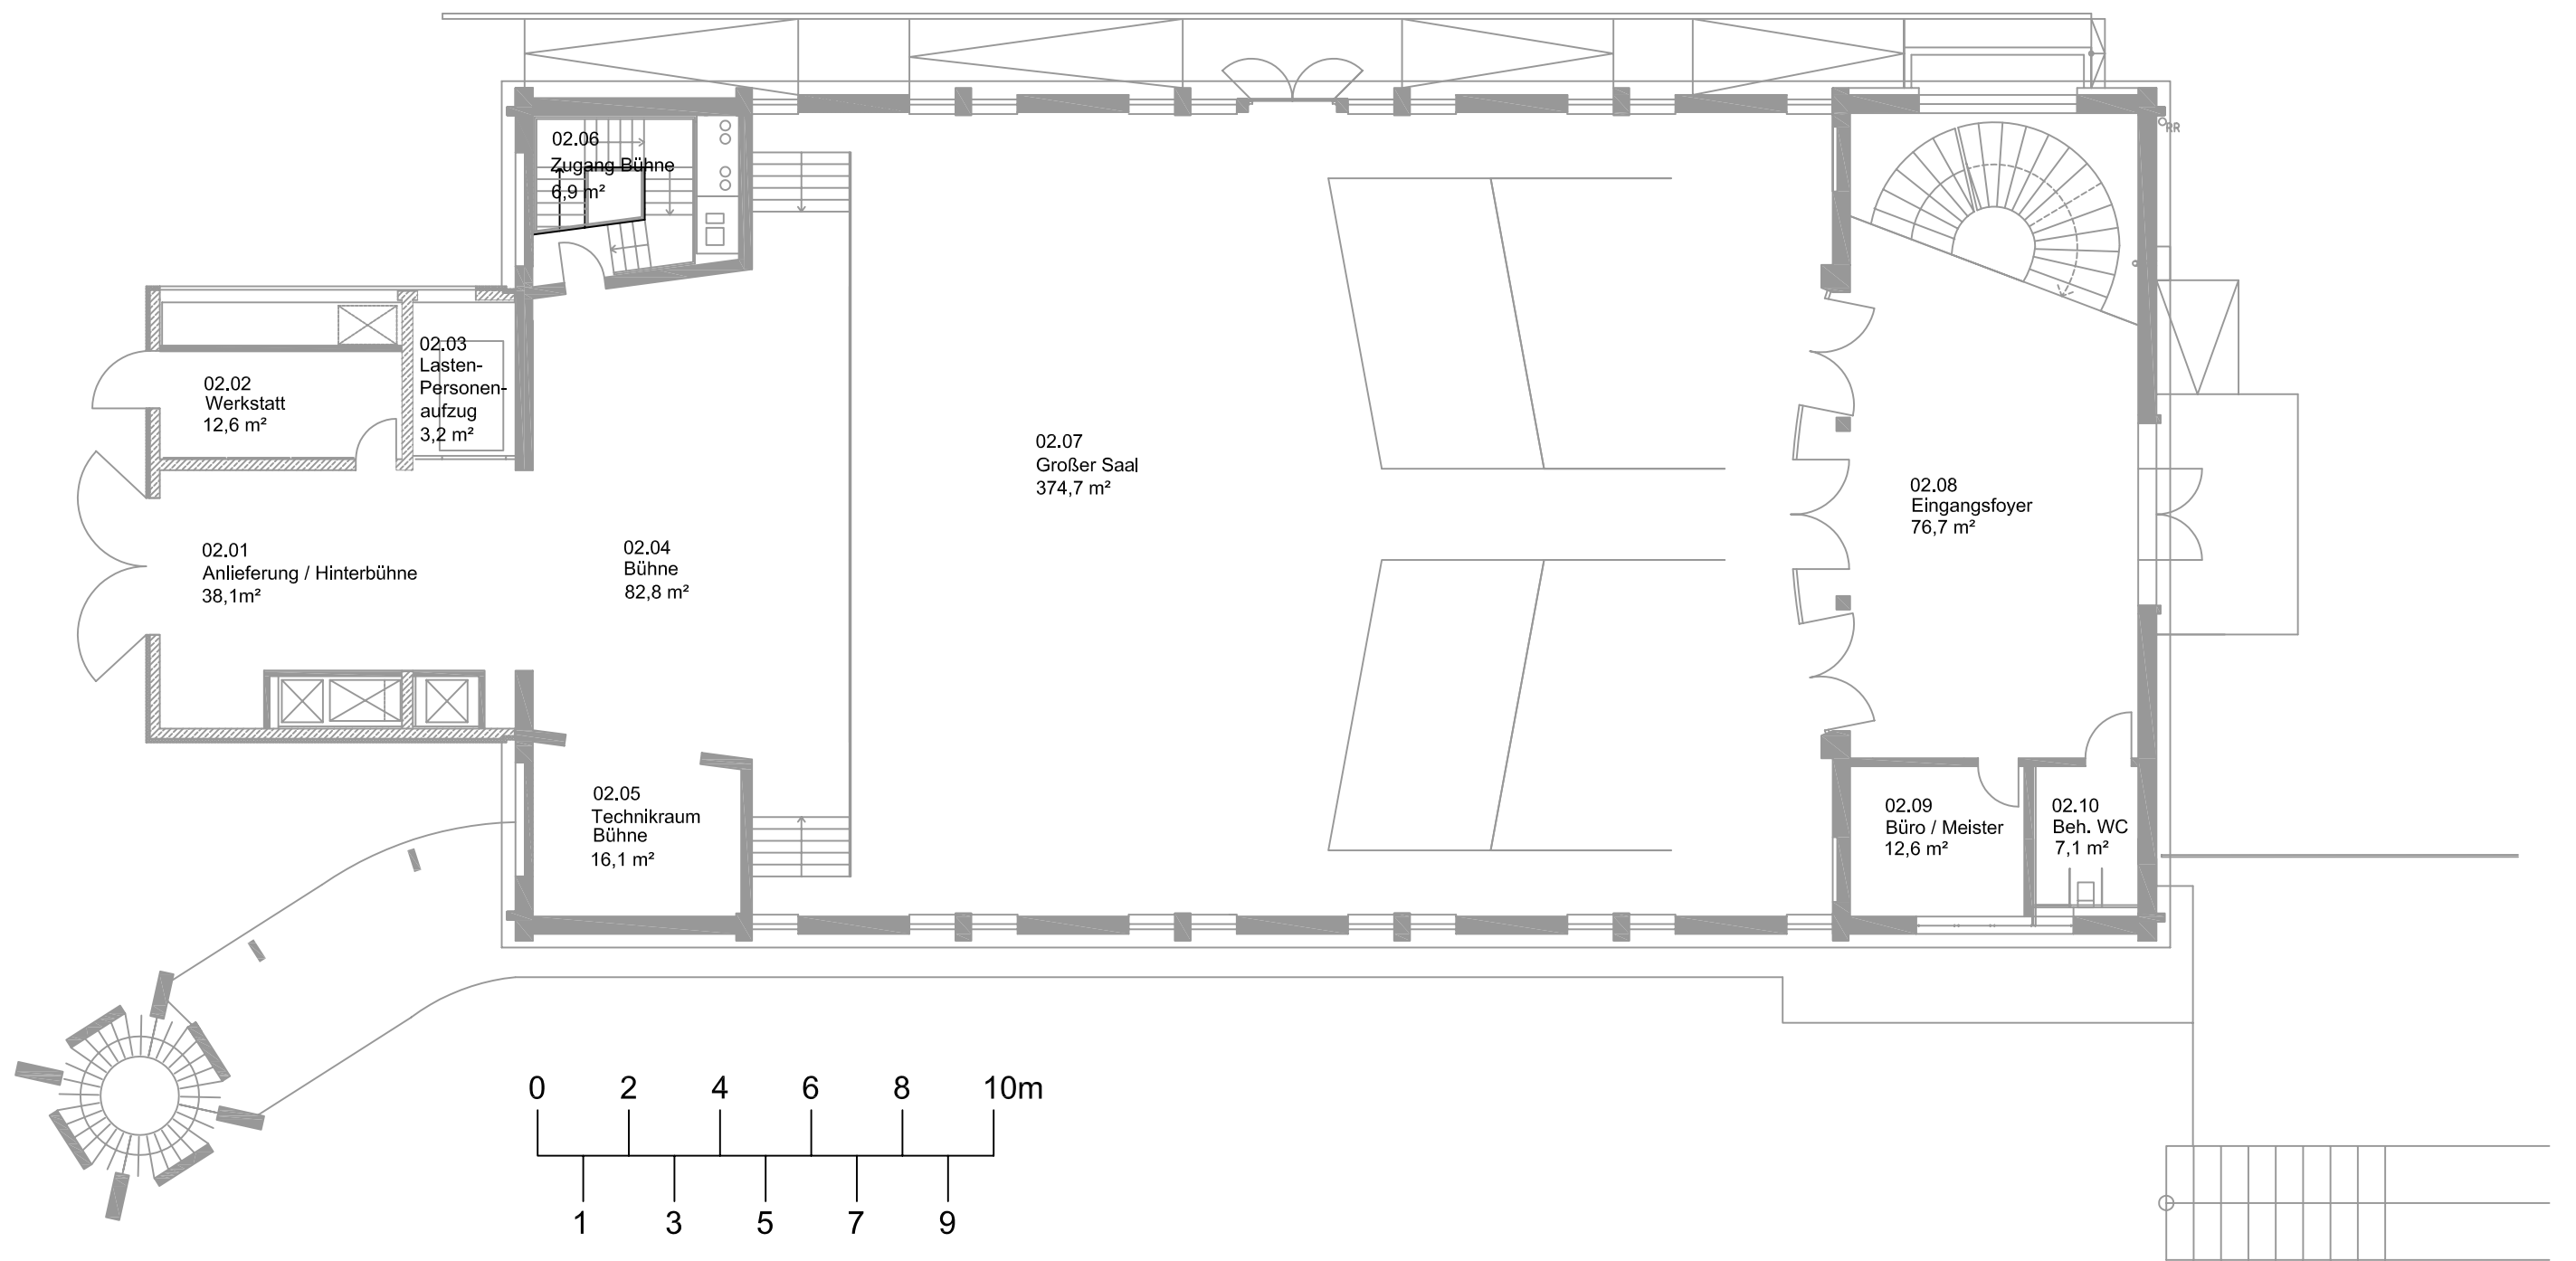 02.06
Zugang Bühne
6,9 m²
RR
02.03
Lasten-
Personen-
aufzug
3,2 m²
02.02
Werkstatt
12,6 m²
02.07
Großer Saal
374,7 m²
02.08
Eingangsfoyer
76,7 m²
02.01
Anlieferung / Hinterbühne
38,1m²
02.04
Bühne
82,8 m²
02.05
Technikraum
Bühne
16,1 m²
02.09
Büro / Meister
12,6 m²
02.10
Beh. WC
7,1 m²
0 2 4 6 8 10m
1 3 5 7 9